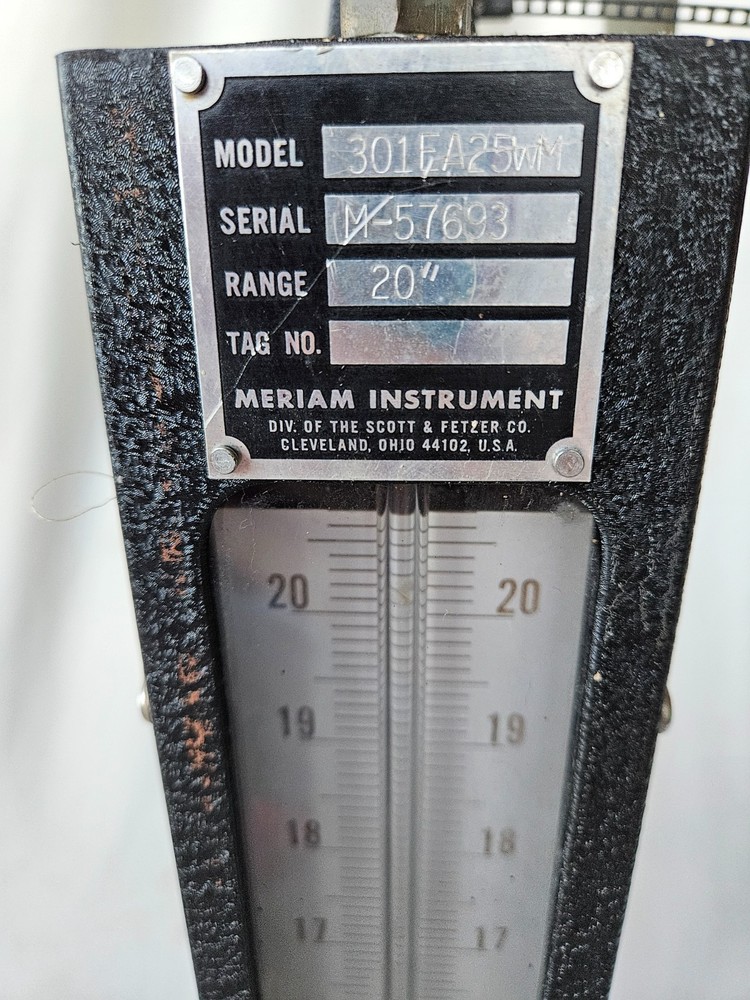 MODEL 301EA25WM
SERIAL M-57693
RANGE 20"
TAG NO.
MERIAM INSTRUMENT
DIV. OF THE SCOTT & FETZER CO.
CLEVELAND, OHIO 44102, U.S.A.
20 20
19 19
18 18
17 17